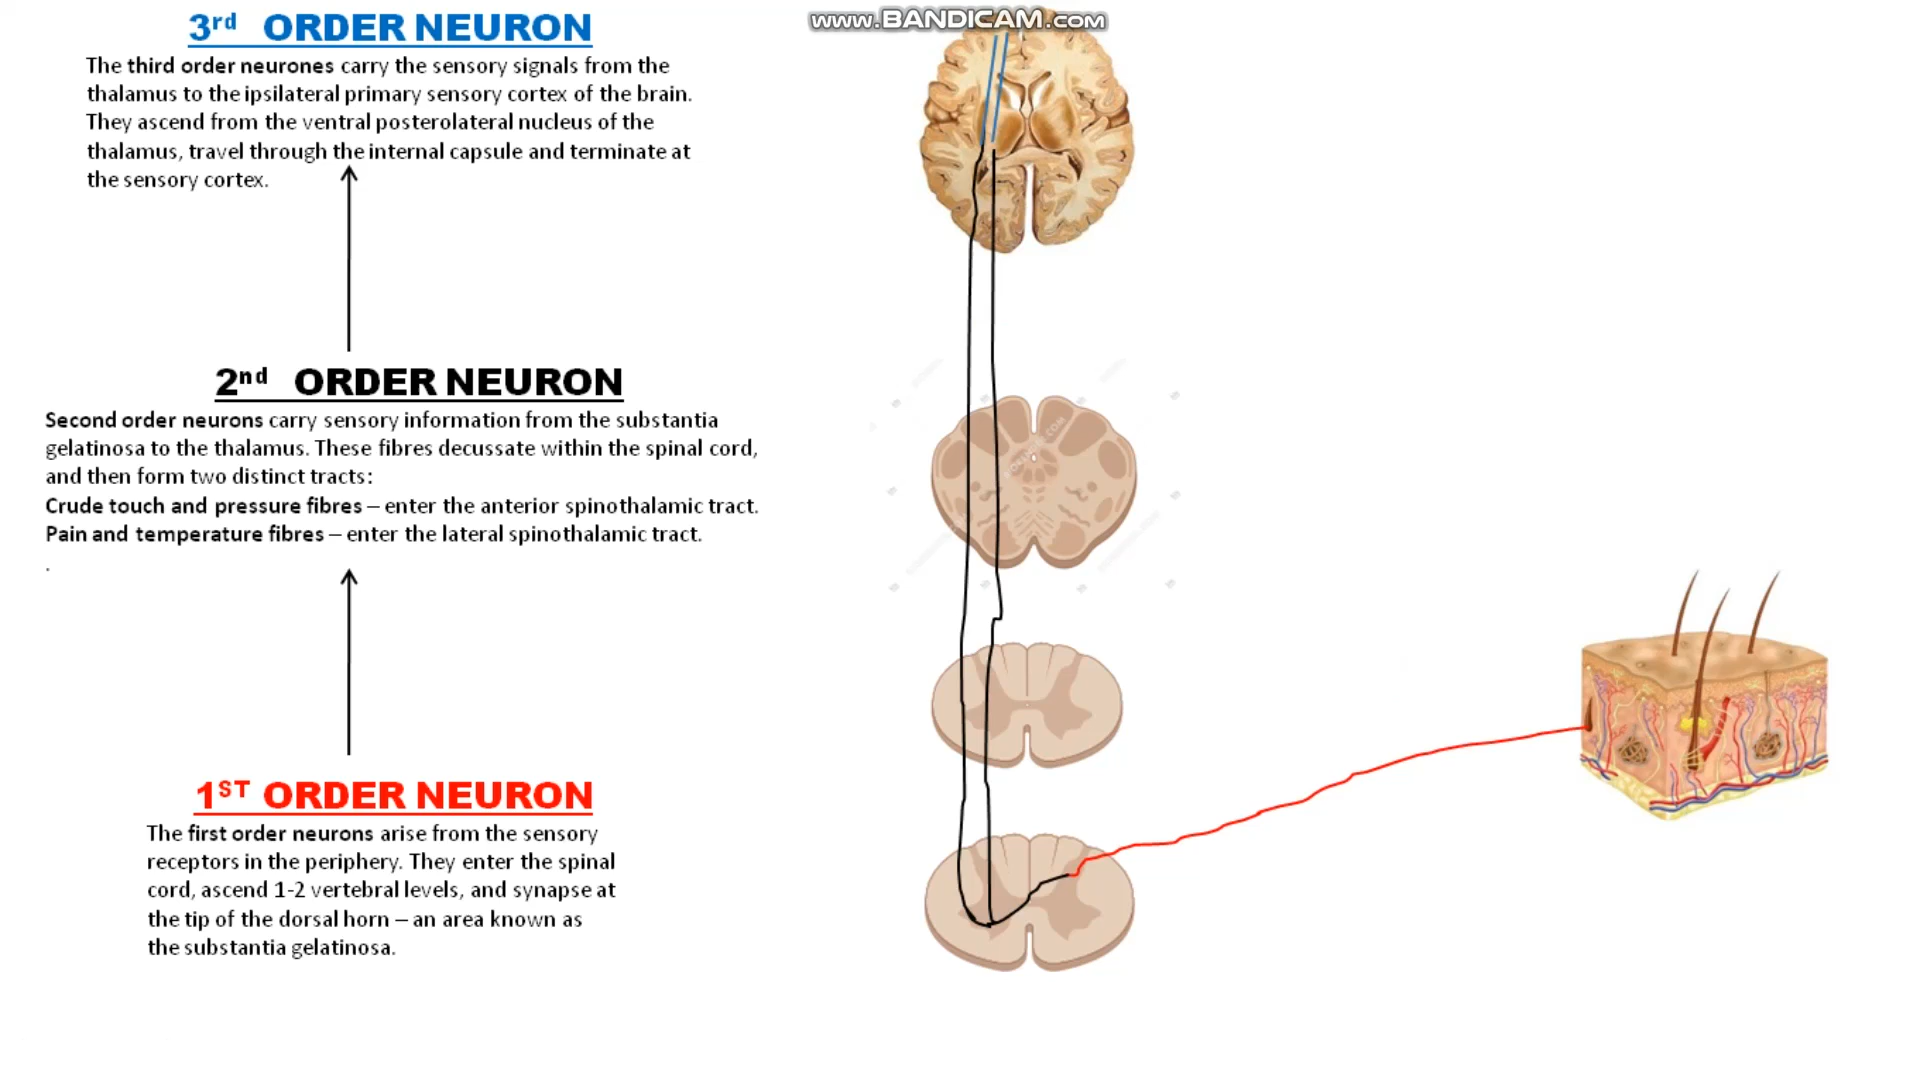 www.BANDICAM.com
3rd ORDER NEURON
The third order neurones carry the sensory signals from the
thalamus to the ipsilateral primary sensory cortex of the brain.
They ascend from the ventral posterolateral nucleus of the
thalamus, travel through the internal capsule and terminate at
the sensory cortex.
2nd ORDER NEURON
Second order neurons carry sensory information from the substantia
gelatinosa to the thalamus. These fibres decussate within the spinal cord,
and then form two distinct tracts:
Crude touch and pressure fibres – enter the anterior spinothalamic tract.
Pain and temperature fibres – enter the lateral spinothalamic tract.
.
1ST ORDER NEURON
The first order neurons arise from the sensory
receptors in the periphery. They enter the spinal
cord, ascend 1-2 vertebral levels, and synapse at
the tip of the dorsal horn – an area known as
the substantia gelatinosa.